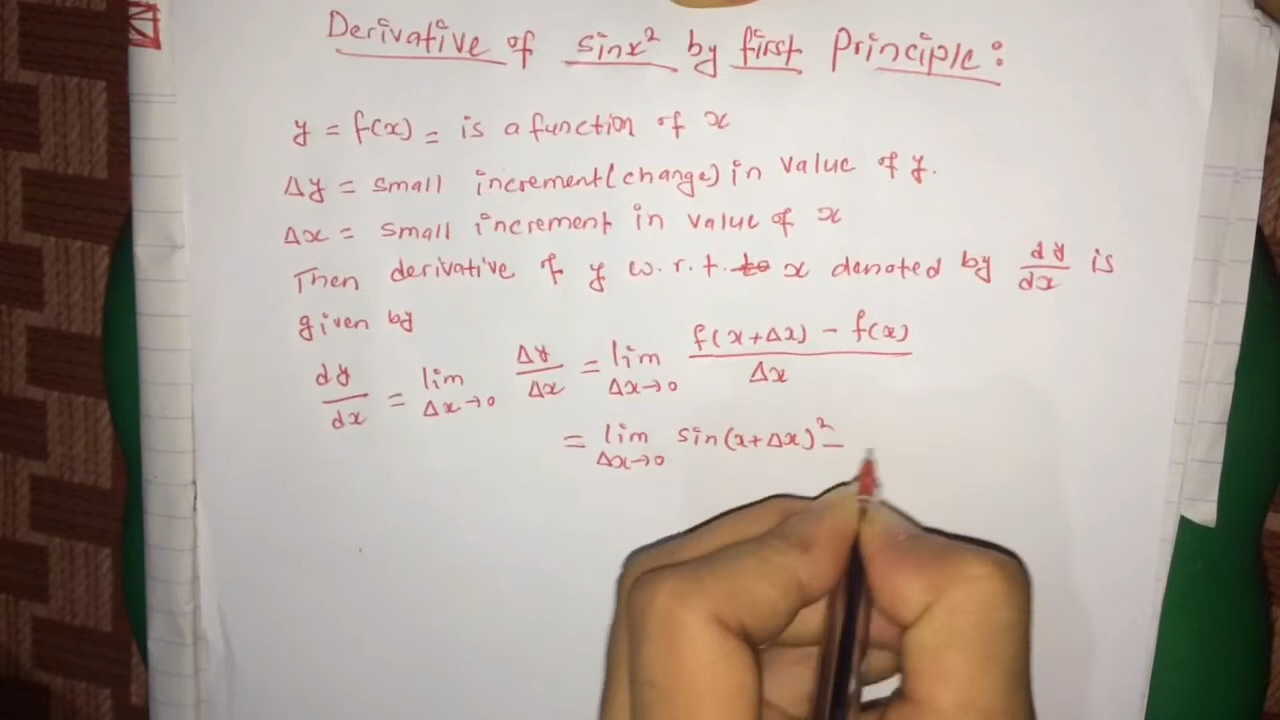 Derivative of sinx² by first Principle:
y = f(x) = is a function of x
Δy = small increment(change) in value of y.
Δx = small increment in value of x
Then derivative of y w.r.t. x denoted by dy/dx is
given by
dy/dx = lim Δx→0 Δy/Δx = lim Δx→0 f(x+Δx) - f(x)/Δx
= lim Δx→0 sin(x+Δx)² -